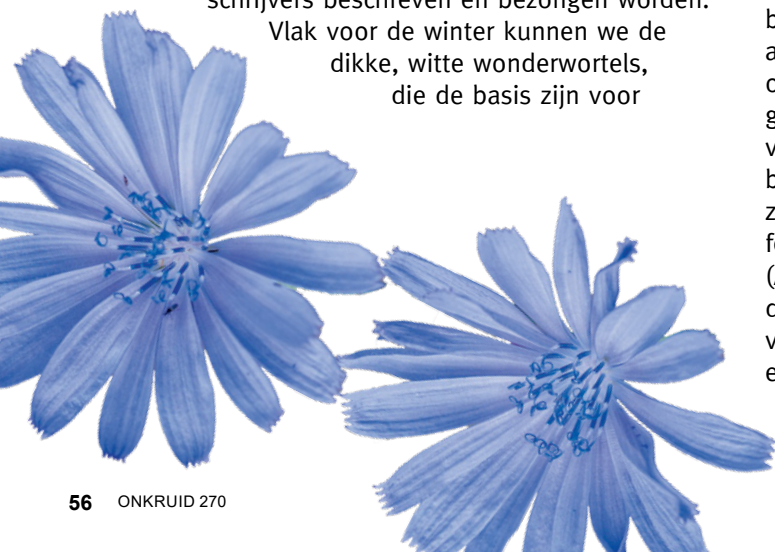 schrijvers beschreven en bezongen worden.
Vlak voor de winter kunnen we de
dikke, witte wonderwortels,
die de basis zijn voor
56 ONKRUID 270